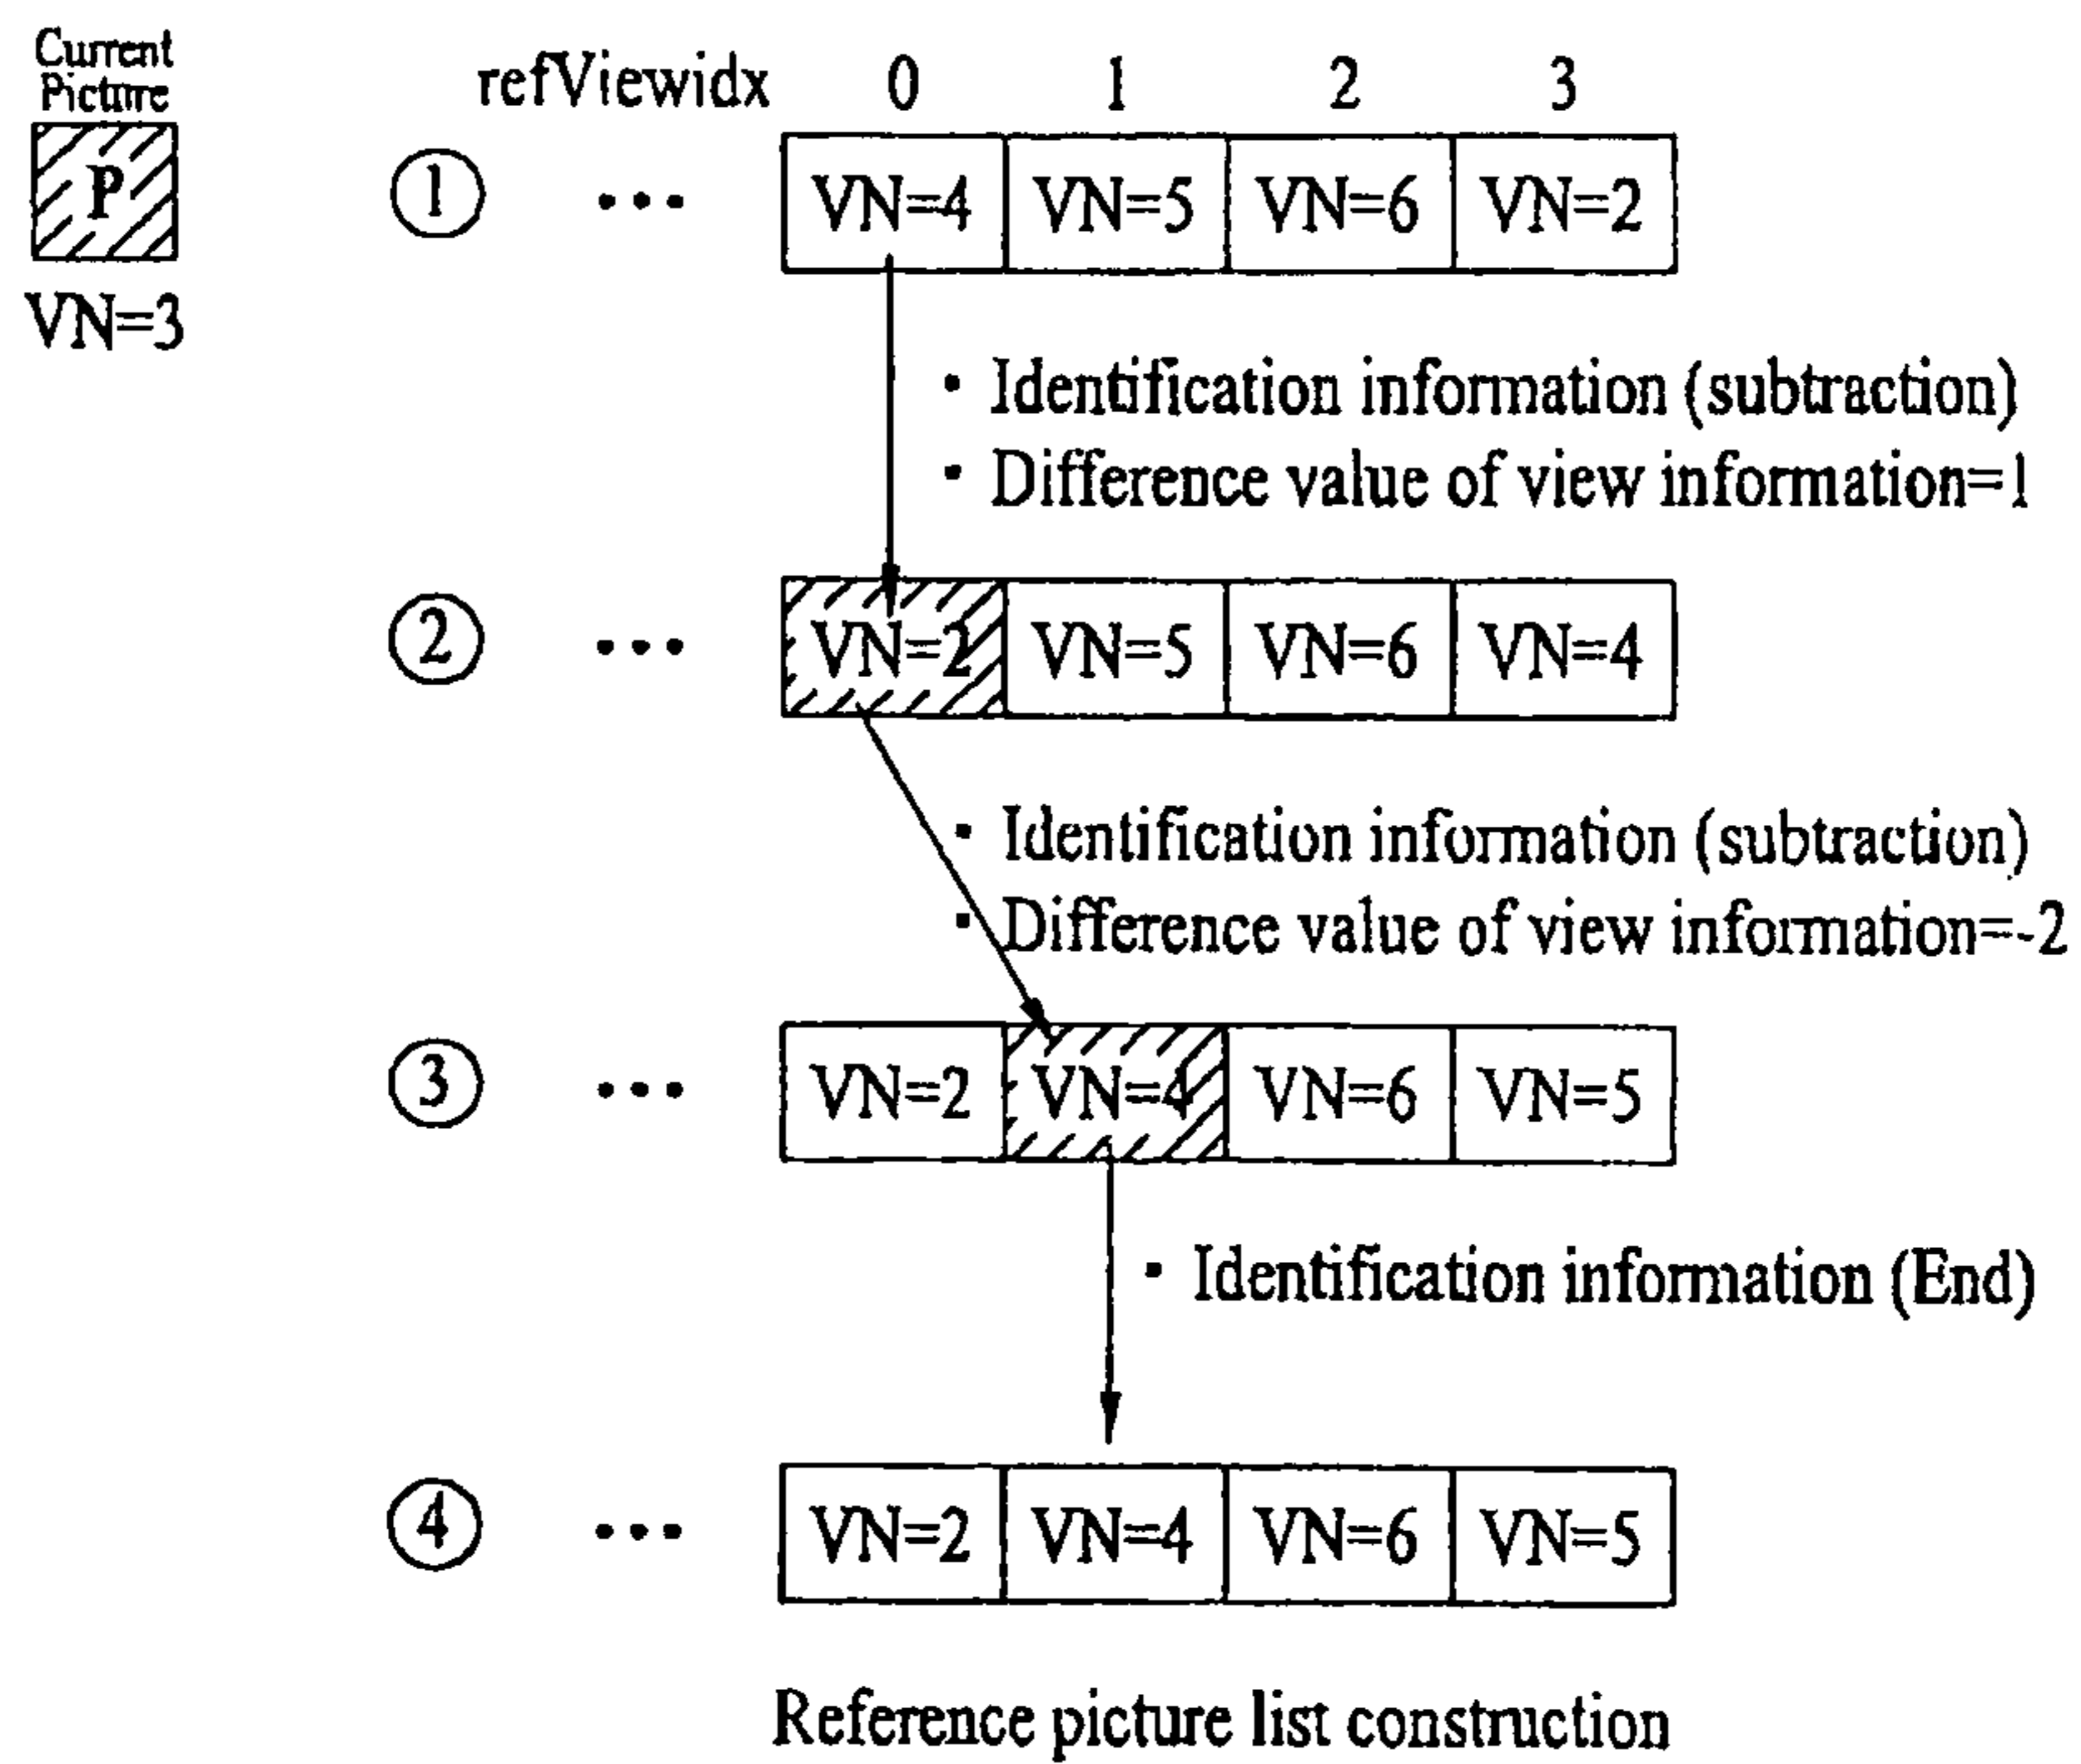 Current
Picture
P
VN=3
refViewidx 0 1 2 3
① ••• VN=4 VN=5 VN=6 VN=2
• Identification information (subtraction)
• Difference value of view information=1
② ••• VN=2 VN=5 VN=6 VN=4
• Identification information (subtraction)
• Difference value of view information=-2
③ ••• VN=2 VN=4 VN=6 VN=5
• Identification information (End)
④ ••• VN=2 VN=4 VN=6 VN=5
Reference picture list construction